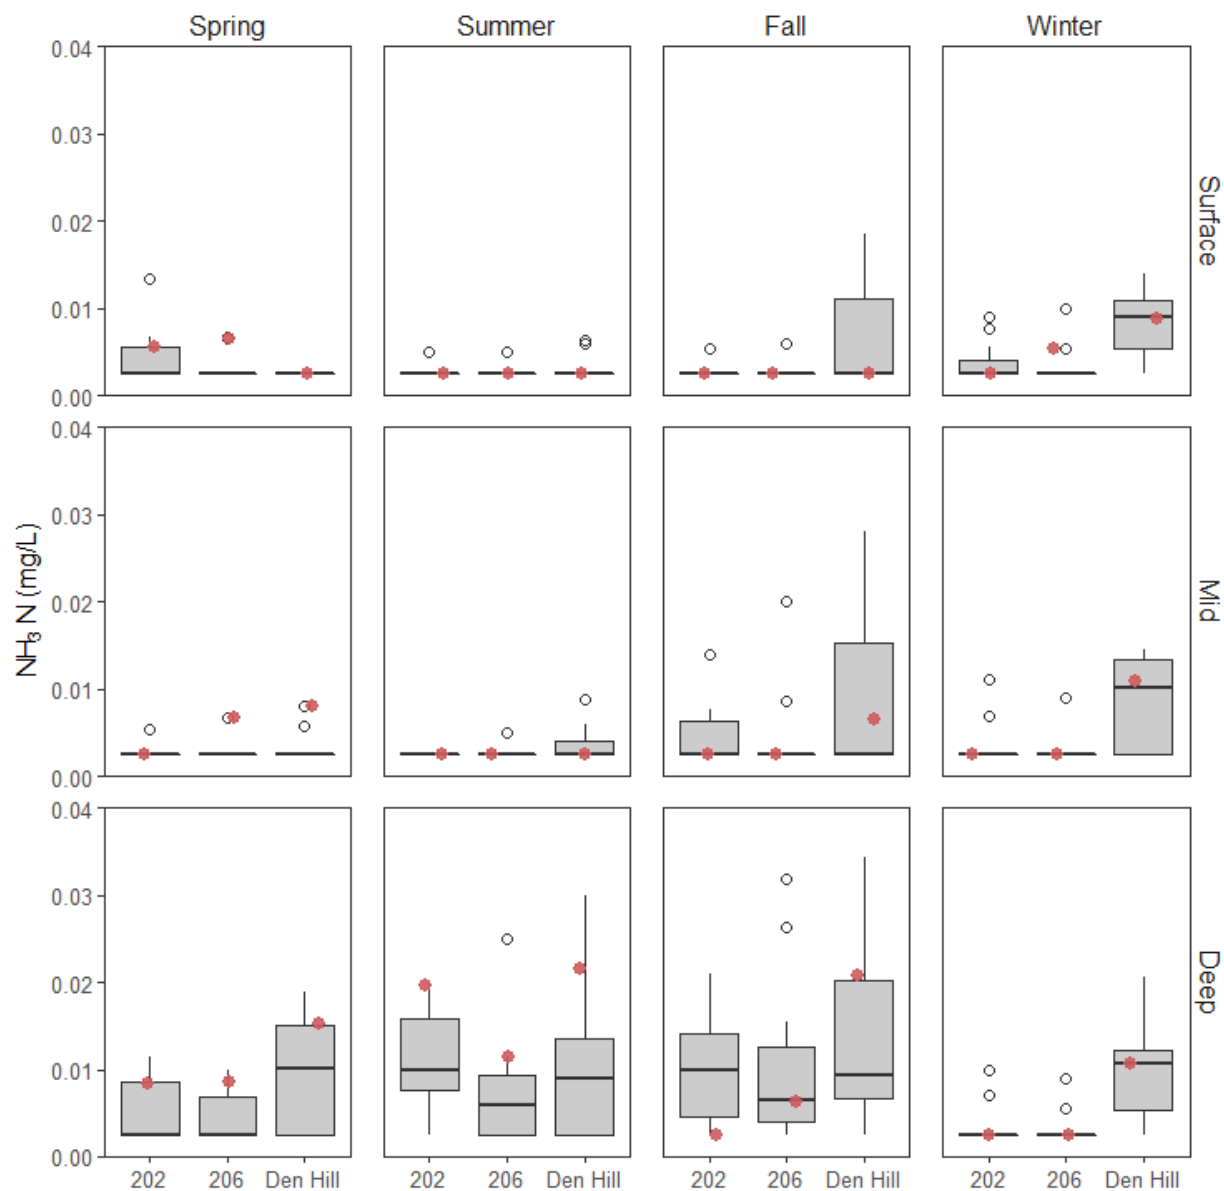 Spring Summer Fall Winter
0.04
0.03
0.02
0.01
0.00
Surface
0.04
0.03
0.02
0.01
0.00
Mid
NH₃ N (mg/L)
0.04
0.03
0.02
0.01
0.00
Deep
202 206 Den Hill 202 206 Den Hill 202 206 Den Hill 202 206 Den Hill